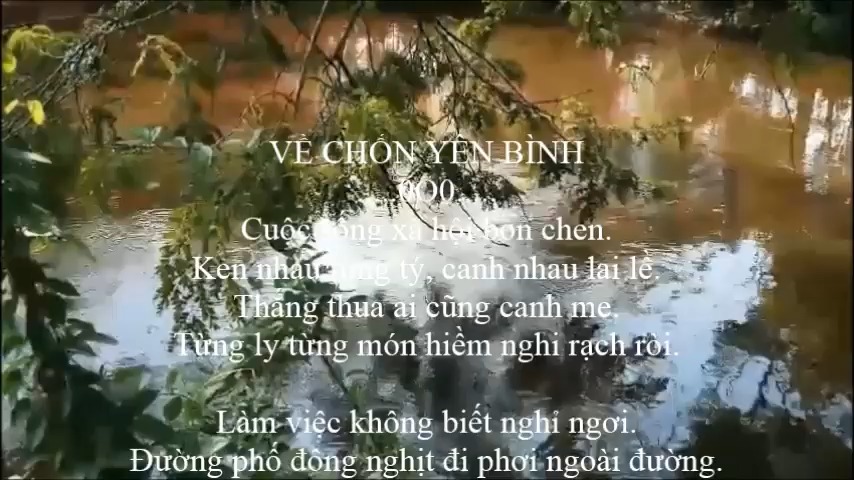 VỀ CHỐN YÊN BÌNH
0O0
Cuộc sống xã hội bon chen.
Ken nhau từng tý, canh nhau lai lề.
Thắng thua ai cũng canh me.
Từng ly từng món hiềm nghi rạch ròi.
Làm việc không biết nghỉ ngơi.
Đường phố đông nghịt đi phơi ngoài đường.